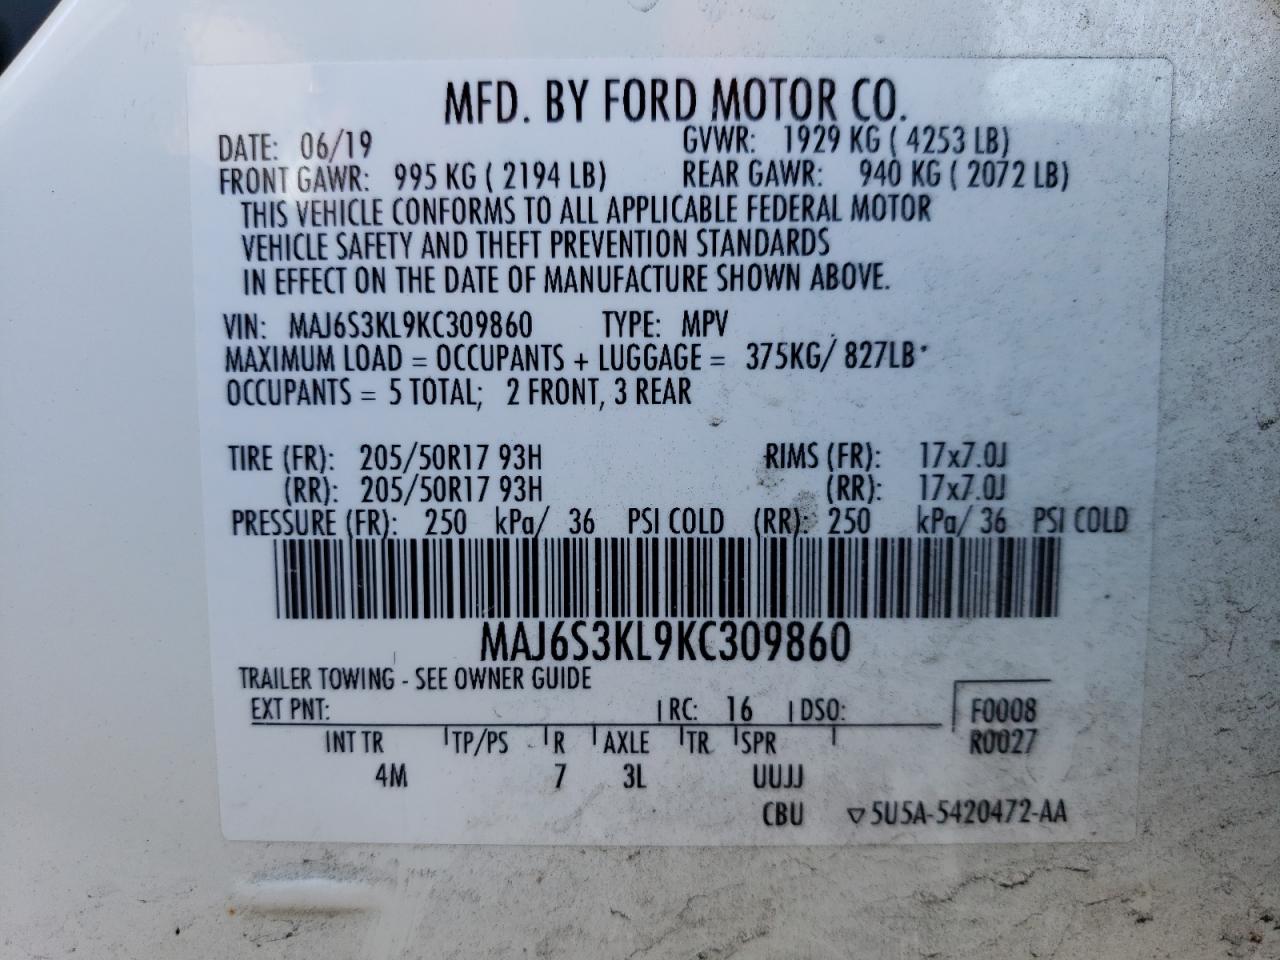 MFD. BY FORD MOTOR CO.
DATE: 06/19 GVWR: 1929 KG ( 4253 LB)
FRONT GAWR: 995 KG ( 2194 LB) REAR GAWR: 940 KG ( 2072 LB)
THIS VEHICLE CONFORMS TO ALL APPLICABLE FEDERAL MOTOR
VEHICLE SAFETY AND THEFT PREVENTION STANDARDS
IN EFFECT ON THE DATE OF MANUFACTURE SHOWN ABOVE.
VIN: MAJ6S3KL9KC309860 TYPE: MPV
MAXIMUM LOAD = OCCUPANTS + LUGGAGE = 375KG/ 827LB
OCCUPANTS = 5 TOTAL; 2 FRONT, 3 REAR
TIRE (FR): 205/50R17 93H RIMS (FR): 17x7.0J
(RR): 205/50R17 93H (RR): 17x7.0J
PRESSURE (FR): 250 kPa/ 36 PSI COLD (RR): 250 kPa/ 36 PSI COLD
MAJ6S3KL9KC309860
TRAILER TOWING - SEE OWNER GUIDE
EXT PNT: RC: 16 DSO: F0008
INT TR TP/PS R AXLE TR SPR R0027
4M 7 3L UUJJ
CBU ▽5U5A-5420472-AA